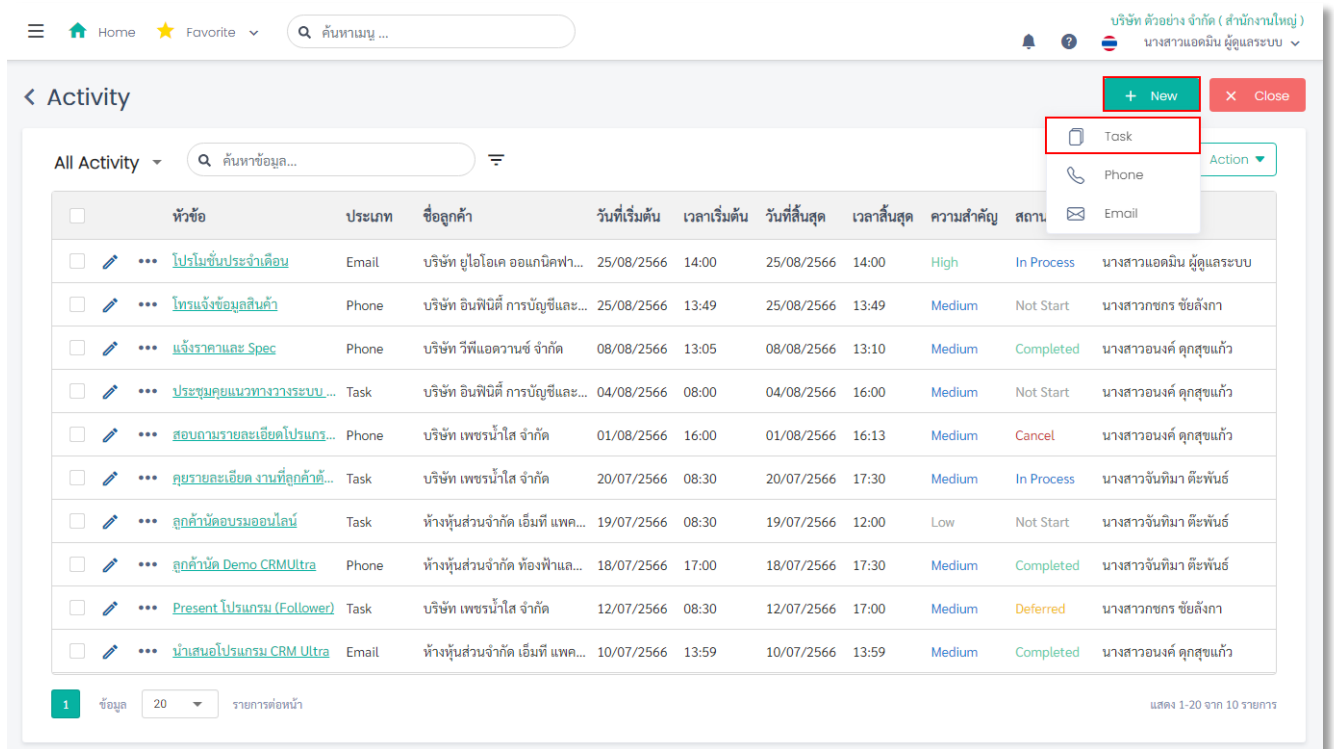 Home Favorite ค้นหาเมนู ...
บริษัท ตัวอย่าง จำกัด ( สำนักงานใหญ่ )
นางสาวแอดมิน ผู้ดูแลระบบ
Activity
+ New
× Close
Task
Phone
Email
All Activity
ค้นหาข้อมูล...
Action
หัวข้อ ประเภท ชื่อลูกค้า วันที่เริ่มต้น เวลาเริ่มต้น วันที่สิ้นสุด เวลาสิ้นสุด ความสำคัญ สถาน
โปรโมชั่นประจำเดือน Email บริษัท ยูไอโอเค ออแกนิคฟา... 25/08/2566 14:00 25/08/2566 14:00 High In Process นางสาวแอดมิน ผู้ดูแลระบบ
โทรแจ้งข้อมูลสินค้า Phone บริษัท อินฟินิตี้ การบัญชีและ... 25/08/2566 13:49 25/08/2566 13:49 Medium Not Start นางสาวกชกร ชัยลังกา
แจ้งราคาและ Spec Phone บริษัท วีพีแอดวานซ์ จำกัด 08/08/2566 13:05 08/08/2566 13:10 Medium Completed นางสาวอนงค์ ดุกสุขแก้ว
ประชุมคุยแนวทางวางระบบ ... Task บริษัท อินฟินิตี้ การบัญชีและ... 04/08/2566 08:00 04/08/2566 16:00 Medium Not Start นางสาวอนงค์ ดุกสุขแก้ว
สอบถามรายละเอียดโปรแกร... Phone บริษัท เพชรน้ำใส จำกัด 01/08/2566 16:00 01/08/2566 16:13 Medium Cancel นางสาวอนงค์ ดุกสุขแก้ว
คุยรายละเอียด งานที่ลูกค้าต้... Task บริษัท เพชรน้ำใส จำกัด 20/07/2566 08:30 20/07/2566 17:30 Medium In Process นางสาวจันทิมา ต๊ะพันธ์
ลูกค้านัดอบรมออนไลน์ Task ห้างหุ้นส่วนจำกัด เอ็มที แพค... 19/07/2566 08:30 19/07/2566 12:00 Low Not Start นางสาวจันทิมา ต๊ะพันธ์
ลูกค้านัด Demo CRMUltra Phone ห้างหุ้นส่วนจำกัด ท้องฟ้าแล... 18/07/2566 17:00 18/07/2566 17:30 Medium Completed นางสาวจันทิมา ต๊ะพันธ์
Present โปรแกรม (Follower) Task บริษัท เพชรน้ำใส จำกัด 12/07/2566 08:30 12/07/2566 17:00 Medium Deferred นางสาวกชกร ชัยลังกา
นำเสนอโปรแกรม CRM Ultra Email ห้างหุ้นส่วนจำกัด เอ็มที แพค... 10/07/2566 13:59 10/07/2566 13:59 Medium Completed นางสาวอนงค์ ดุกสุขแก้ว
1 ข้อมูล 20 รายการต่อหน้า แสดง 1-20 จาก 10 รายการ